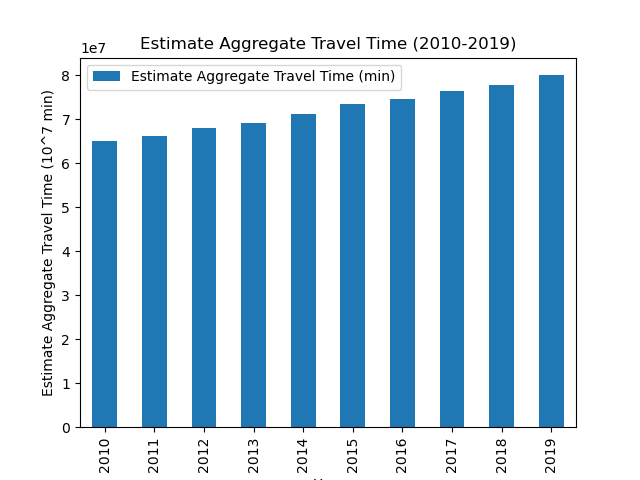 Estimate Aggregate Travel Time (2010-2019)
1e7
Estimate Aggregate Travel Time (min)
Estimate Aggregate Travel Time (10^7 min)
8
7
6
5
4
3
2
1
0
2010 2011 2012 2013 2014 2015 2016 2017 2018 2019